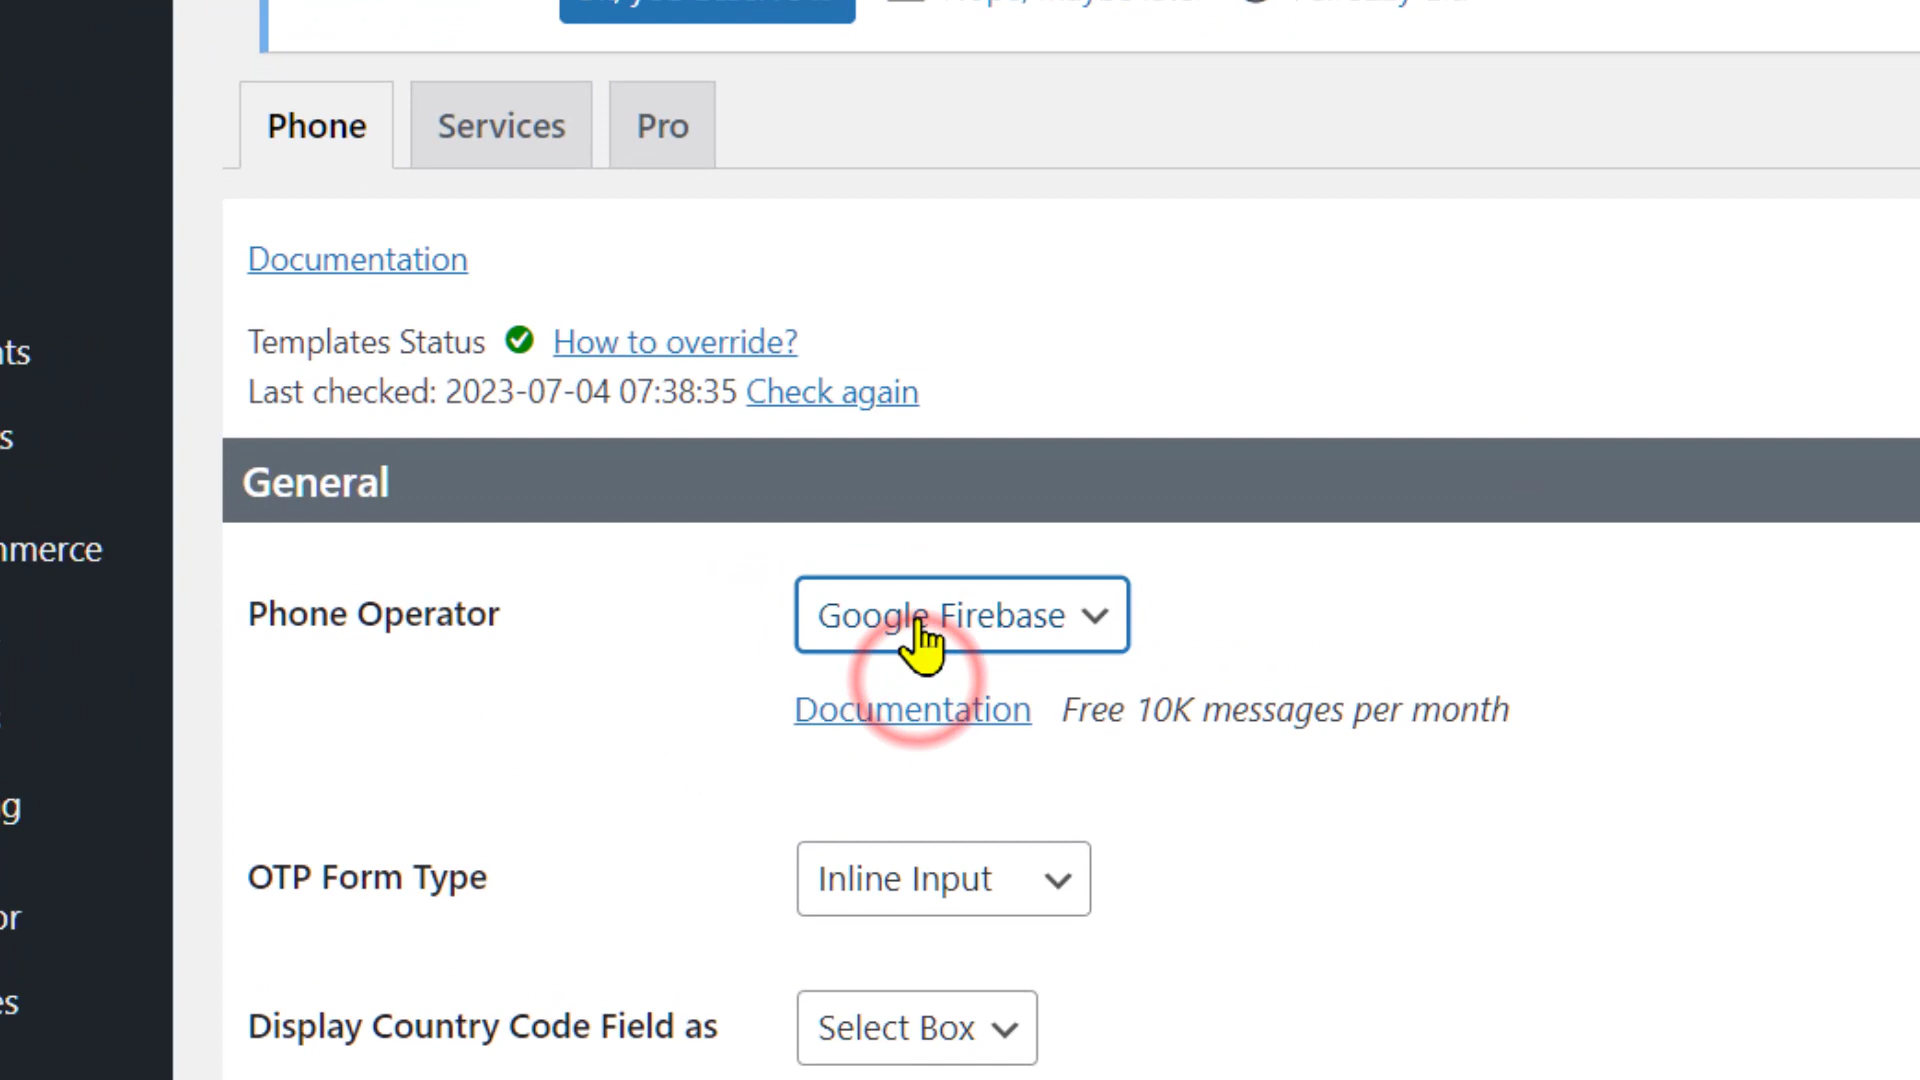 Phone Services Pro
Documentation
Templates Status How to override?
Last checked: 2023-07-04 07:38:35 Check again
General
Phone Operator Google Firebase
Documentation Free 10K messages per month
OTP Form Type Inline Input
Display Country Code Field as Select Box
nts
s
mmerce
g
or
es